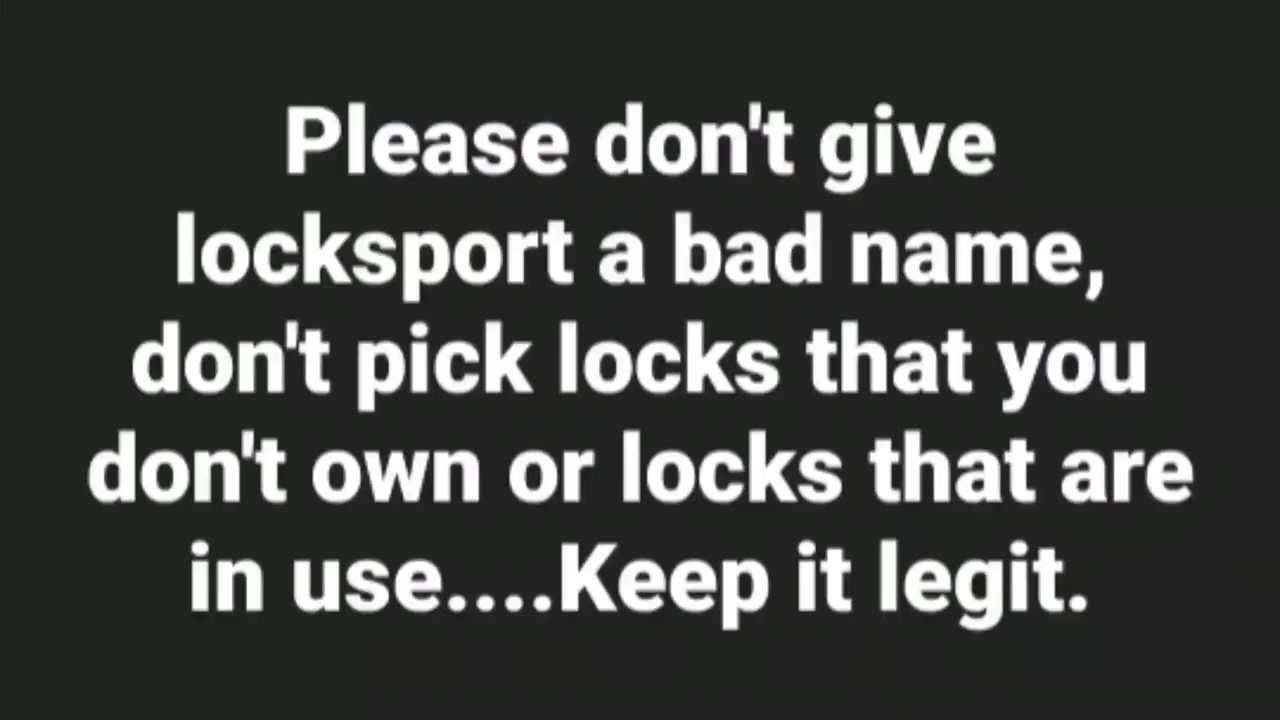 Please don't give
locksport a bad name,
don't pick locks that you
don't own or locks that are
in use....Keep it legit.